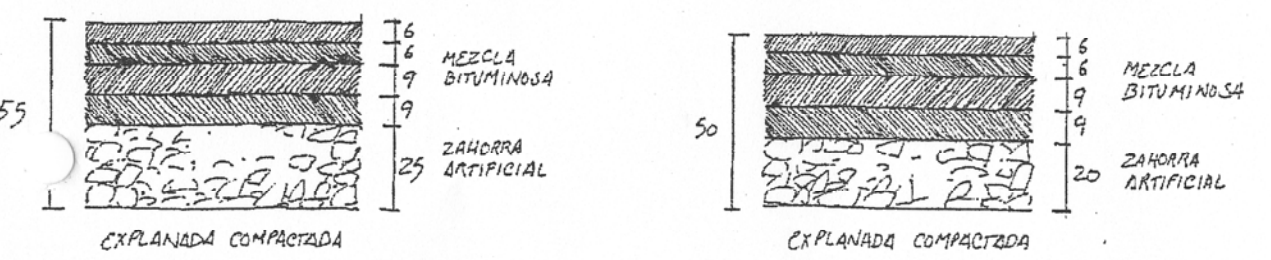 55
6
6
9
9
25
MEZCLA
BITUMINOSA
ZAHORRA
ARTIFICIAL
EXPLANADA COMPACTADA
50
6
6
9
9
20
MEZCLA
BITUMINOSA
ZAHORRA
ARTIFICIAL
EXPLANADA COMPACTADA